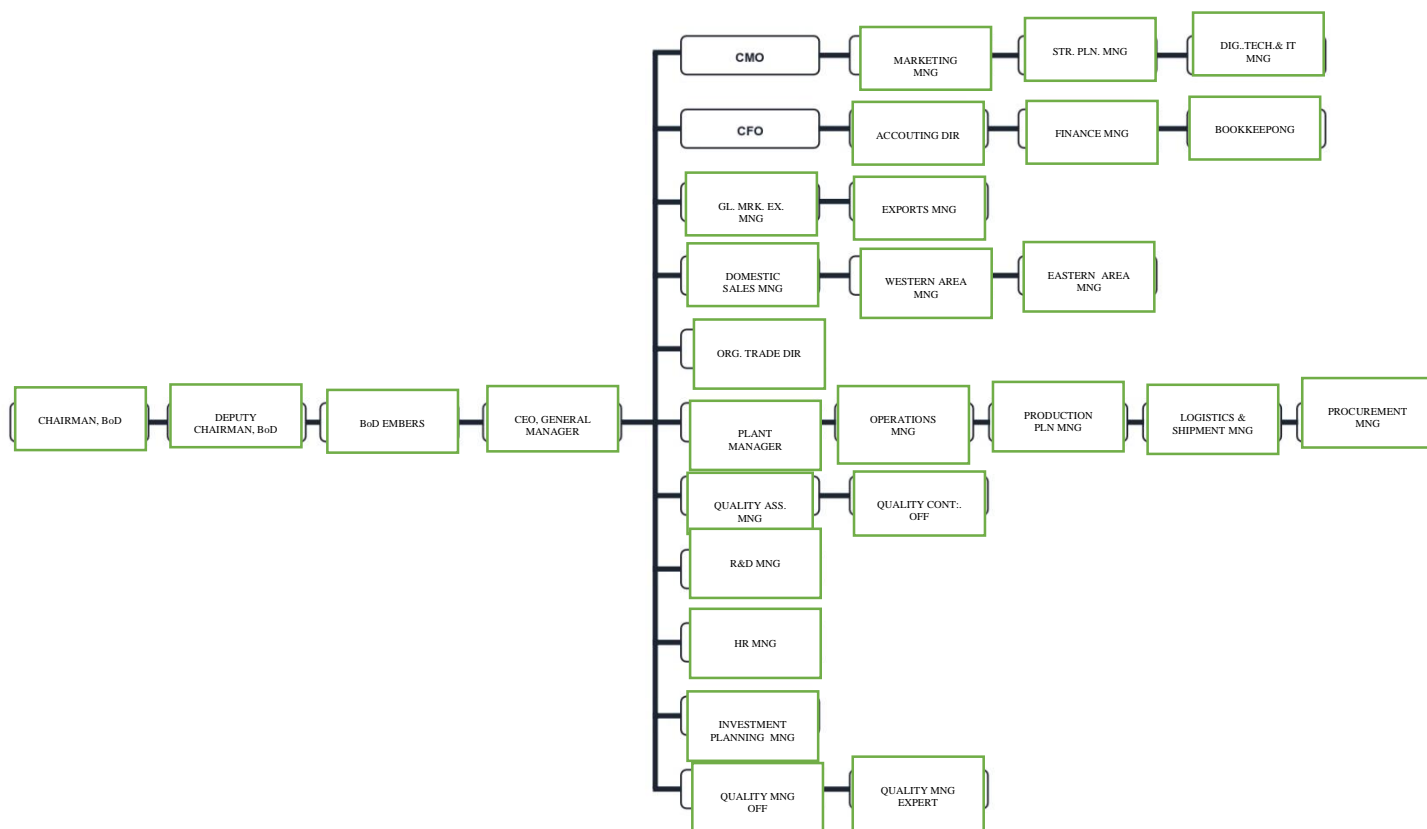 CMO
MARKETING
MNG
STR. PLN. MNG
DIG..TECH.& IT
MNG
CFO
ACCOUTING DIR
FINANCE MNG
BOOKKEEPONG
GL. MRK. EX.
MNG
EXPORTS MNG
DOMESTIC
SALES MNG
WESTERN AREA
MNG
EASTERN  AREA
MNG
ORG. TRADE DIR
CHAIRMAN, BoD
DEPUTY
CHAIRMAN, BoD
BoD EMBERS
CEO, GENERAL
MANAGER
PLANT
MANAGER
OPERATIONS
MNG
PRODUCTION
PLN MNG
LOGISTICS &
SHIPMENT MNG
PROCUREMENT
MNG
QUALITY ASS.
MNG
QUALITY CONT:.
OFF
R&D MNG
HR MNG
INVESTMENT
PLANNING  MNG
QUALITY MNG
OFF
QUALITY MNG
EXPERT